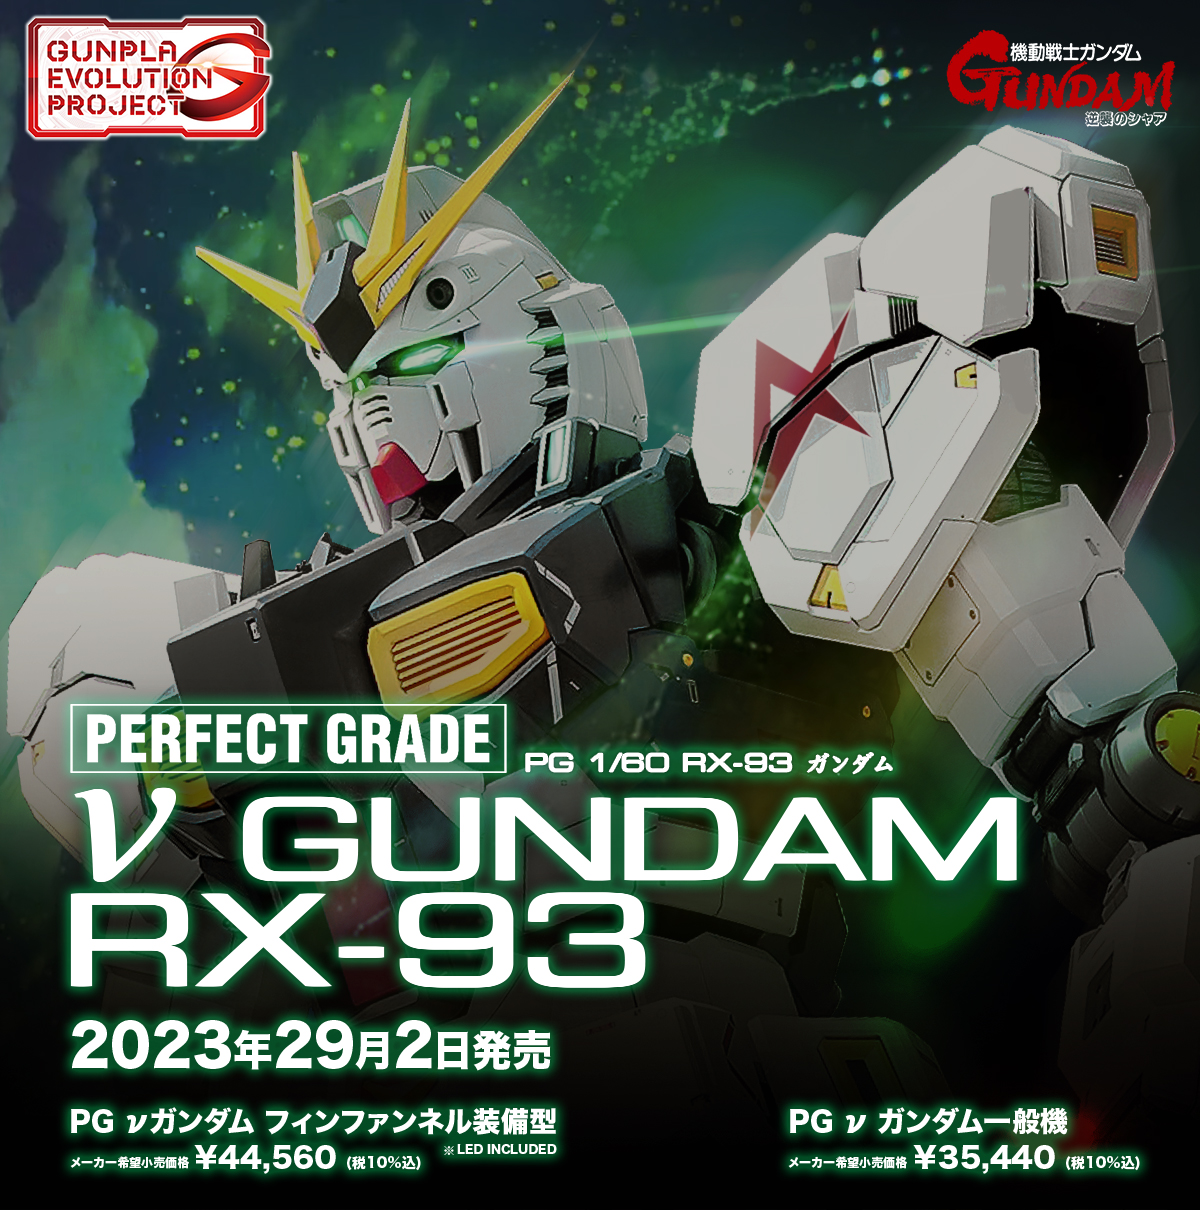 GUNPLA
EVOLUTION
PROJECT
機動戦士ガンダム
GUNDAM
逆襲のシャア
PERFECT GRADE
PG 1/60 RX-93 ガンダム
ν GUNDAM
RX-93
2023年29月2日発売
PG νガンダム フィンファンネル装備型
メーカー希望小売価格 ¥44,560 (税10%込)
※ LED INCLUDED
PG ν ガンダム一般機
メーカー希望小売価格 ¥35,440 (税10%込)